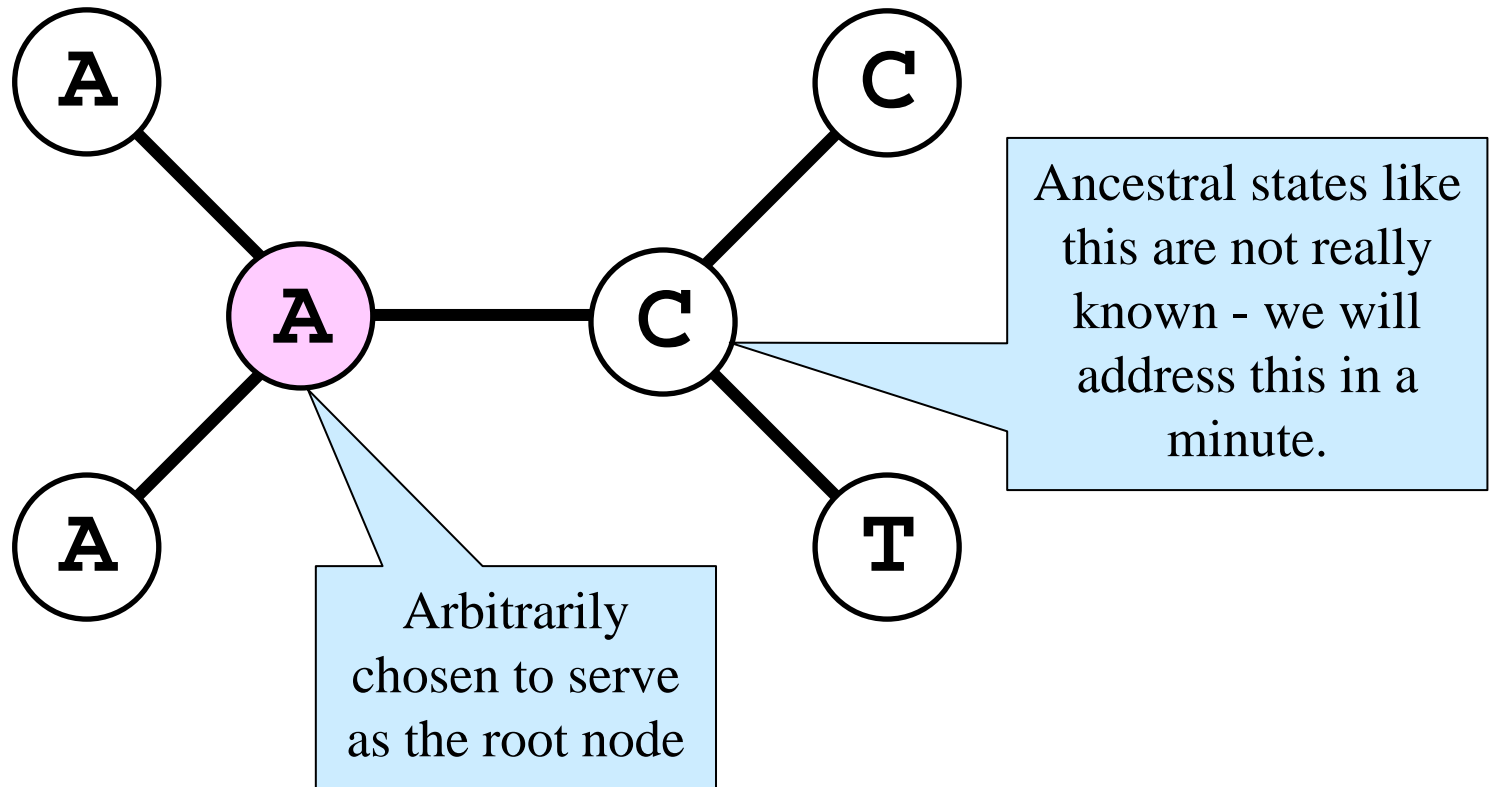 A C
Ancestral states like
this are not really
known - we will
address this in a
minute.
A C
A T
Arbitrarily
chosen to serve
as the root node